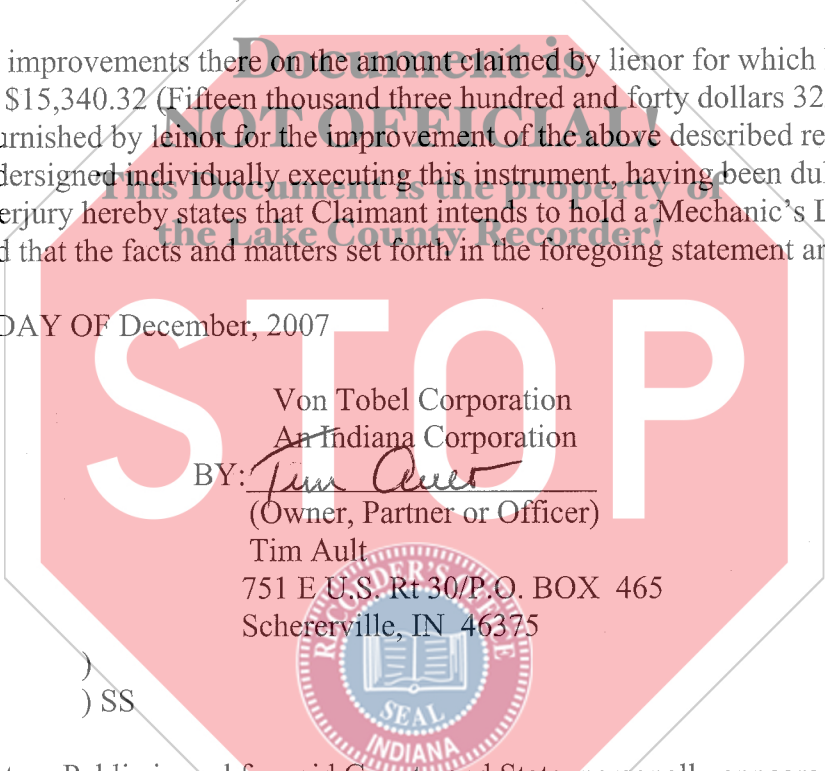 Document is
improvements there on the amount claimed by lienor for which
$15,340.32 (Fifteen thousand three hundred and forty dollars 32
NOT OFFICIAL!
urnished by leinor for the improvement of the above described re
dersigned individually executing this instrument, having been du
This Document is the property of
erjury hereby states that Claimant intends to hold a Mechanic's L
the Lake County Recorder!
d that the facts and matters set forth in the foregoing statement ar
STOP
DAY OF December, 2007
Von Tobel Corporation
An Indiana Corporation
BY: Tim Ault
(Owner, Partner or Officer)
Tim Ault
751 E U.S. Rt 30/P.O. BOX 465
Schererville, IN 46375
)
) SS
RECORDER'S OFFICE
SEAL
INDIANA